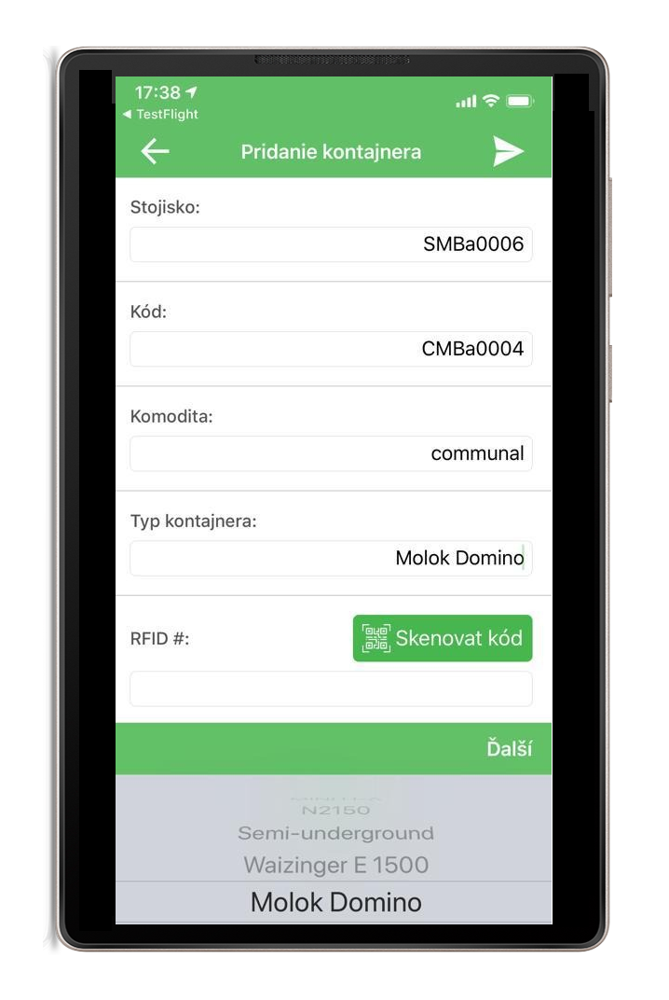 17:38
◀ TestFlight
Pridanie kontajnera
Stojisko:
SMBa0006
Kód:
CMBa0004
Komodita:
communal
Typ kontajnera:
Molok Domino
RFID #:
Skenovat kód
Ďalší
N2150
Semi-underground
Waizinger E 1500
Molok Domino